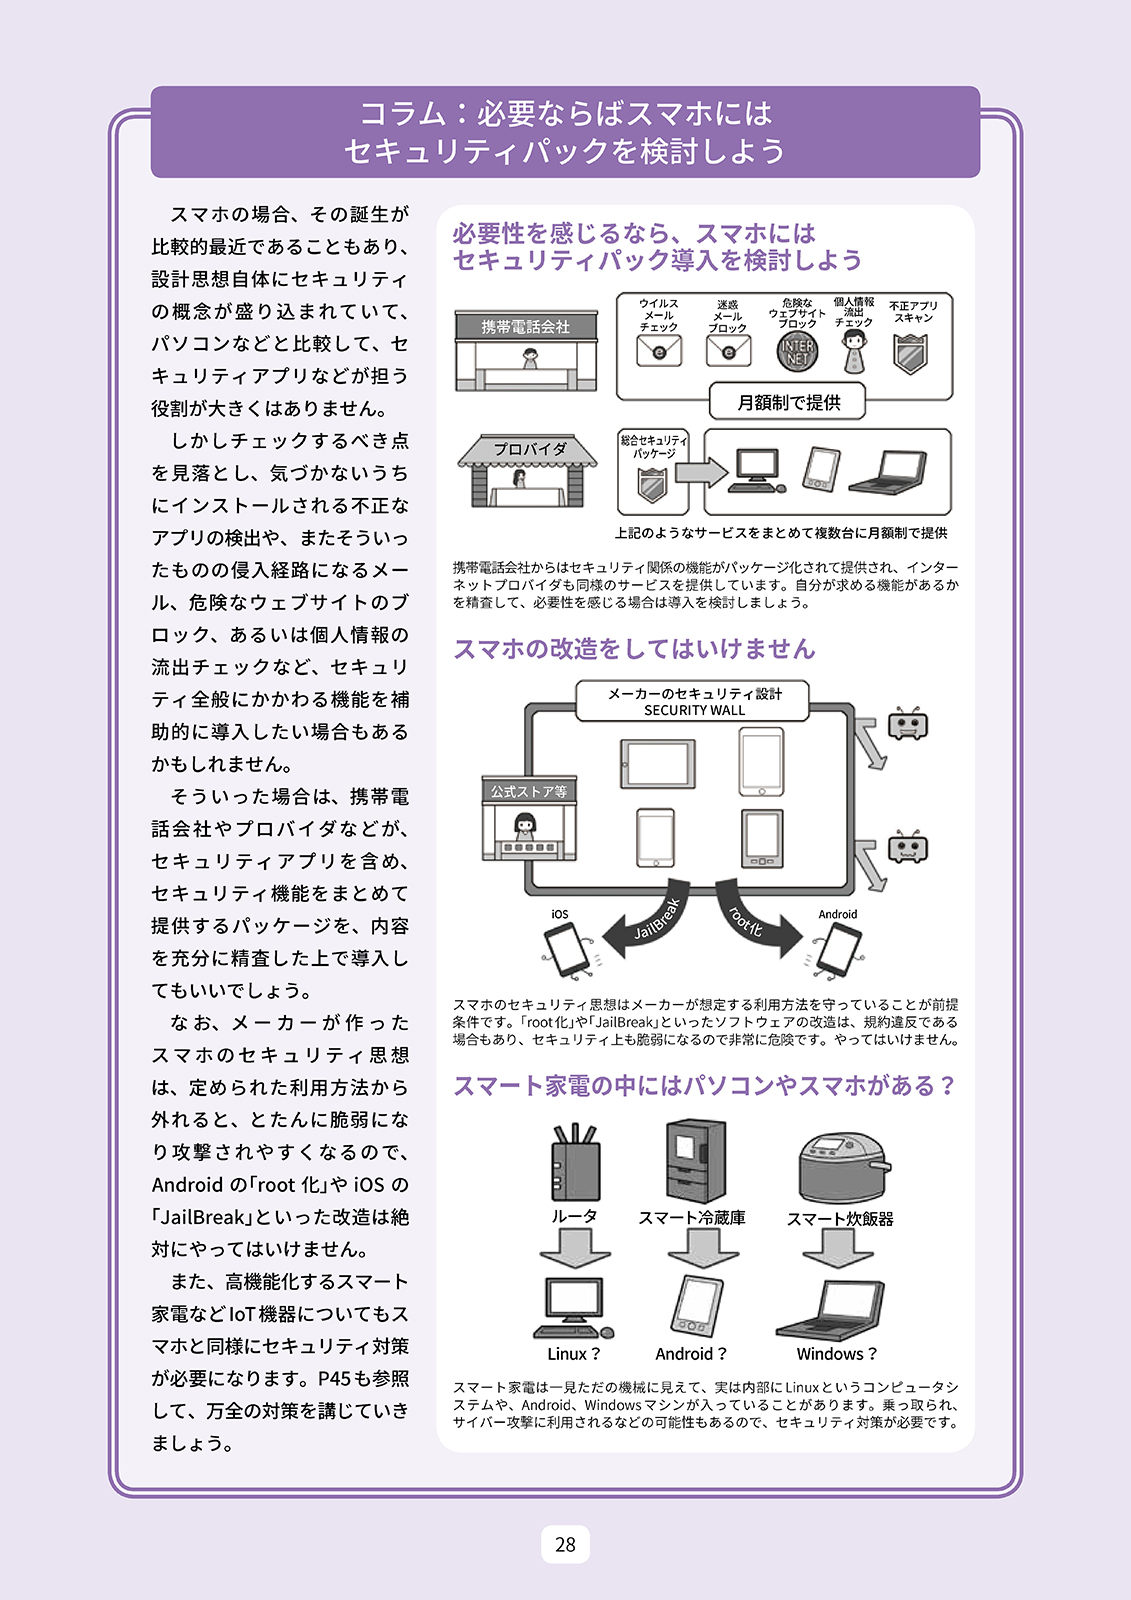 コラム：必要ならばスマホには
セキュリティパックを検討しよう
スマホの場合、その誕生が
比較的最近であることもあり、
設計思想自体にセキュリティ
の概念が盛り込まれていて、
パソコンなどと比較して、セ
キュリティアプリなどが担う
役割が大きくはありません。
しかしチェックするべき点
を見落とし、気づかないうち
にインストールされる不正な
アプリの検出や、またそういっ
たものの侵入経路になるメー
ル、危険なウェブサイトのブ
ロック、あるいは個人情報の
流出チェックなど、セキュリ
ティ全般にかかわる機能を補
助的に導入したい場合もある
かもしれません。
そういった場合は、携帯電
話会社やプロバイダなどが、
セキュリティアプリを含め、
セキュリティ機能をまとめて
提供するパッケージを、内容
を充分に精査した上で導入し
てもいいでしょう。
なお、メーカーが作った
スマホのセキュリティ思想
は、定められた利用方法から
外れると、とたんに脆弱にな
り攻撃されやすくなるので、
Android の「root 化」や iOS の
「JailBreak」といった改造は絶
対にやってはいけません。
また、高機能化するスマート
家電など IoT 機器についてもス
マホと同様にセキュリティ対策
が必要になります。P45 も参照
して、万全の対策を講じていき
ましょう。
必要性を感じるなら、スマホには
セキュリティパック導入を検討しよう
携帯電話会社
ウイルス
メール
チェック
迷惑
メール
ブロック
危険な
ウェブサイト
ブロック
個人情報
流出
チェック
不正アプリ
スキャン
e
e
INTER
NET
月額制で提供
プロバイダ
総合セキュリティ
パッケージ
上記のようなサービスをまとめて複数台に月額制で提供
携帯電話会社からはセキュリティ関係の機能がパッケージ化されて提供され、インター
ネットプロバイダも同様のサービスを提供しています。自分が求める機能があるか
を精査して、必要性を感じる場合は導入を検討しましょう。
スマホの改造をしてはいけません
メーカーのセキュリティ設計
SECURITY WALL
公式ストア等
iOS
JailBreak
root化
Android
スマホのセキュリティ思想はメーカーが想定する利用方法を守っていることが前提
条件です。「root 化」や「JailBreak」といったソフトウェアの改造は、規約違反である
場合もあり、セキュリティ上も脆弱になるので非常に危険です。やってはいけません。
スマート家電の中にはパソコンやスマホがある？
ルータ
スマート冷蔵庫
スマート炊飯器
Linux？
Android？
Windows？
スマート家電は一見ただの機械に見えて、実は内部に Linux というコンピュータシ
ステムや、Android、Windows マシンが入っていることがあります。乗っ取られ、
サイバー攻撃に利用されるなどの可能性もあるので、セキュリティ対策が必要です。
28